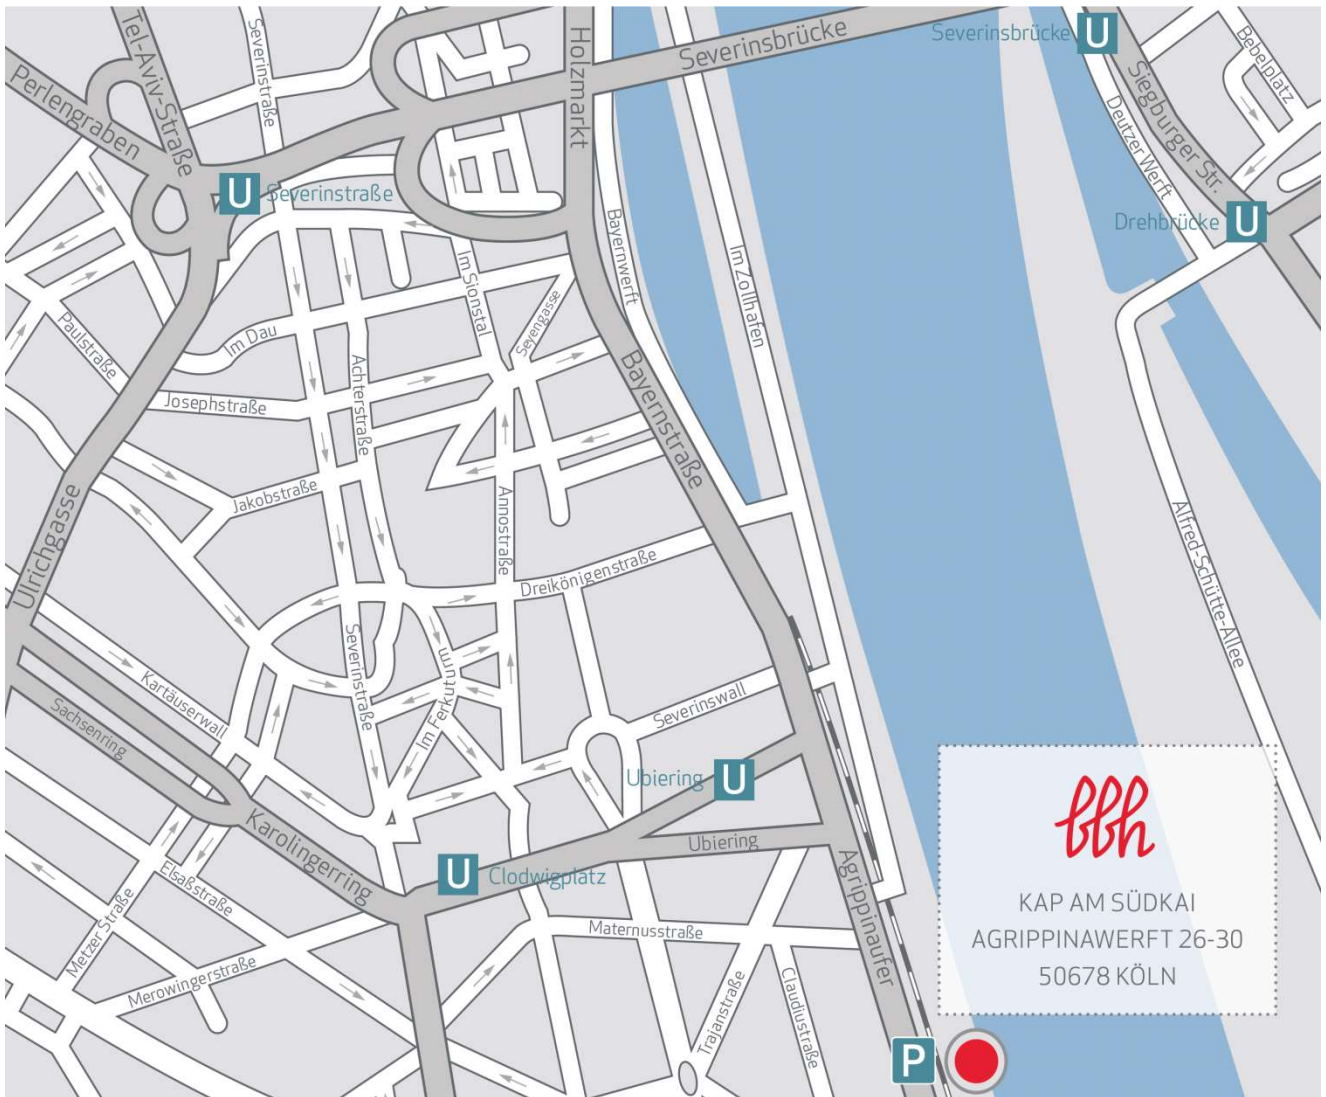 Tel-Aviv-Straße
Severinstraße
Holzmarkt
Severinsbrücke
Severinsbrücke
U
Siegburger Str.
Bebelplatz
Deutzer Werft
Perlengraben
U
Severinstraße
Drehbrücke
U
Bayernwerft
Im Zollhafen
Im Sionstal
Seyengasse
Paulstraße
Im Dau
Achterstraße
Josephstraße
Bayernstraße
Jakobstraße
Annostraße
Ulrichgasse
Dreikönigenstraße
Alfred-Schütte-Allee
Severinstraße
Im Ferkulum
Kartäuserwall
Sachsenring
Severinswall
Ubiering
U
Karolingerring
Ubiering
U
Clodwigplatz
Elsaßstraße
Metzer Straße
Merowingerstraße
Maternusstraße
Agrippinaufer
Trajanstraße
Claudiustraße
bbh
KAP AM SÜDKAI
AGRIPPINAWERFT 26-30
50678 KÖLN
P